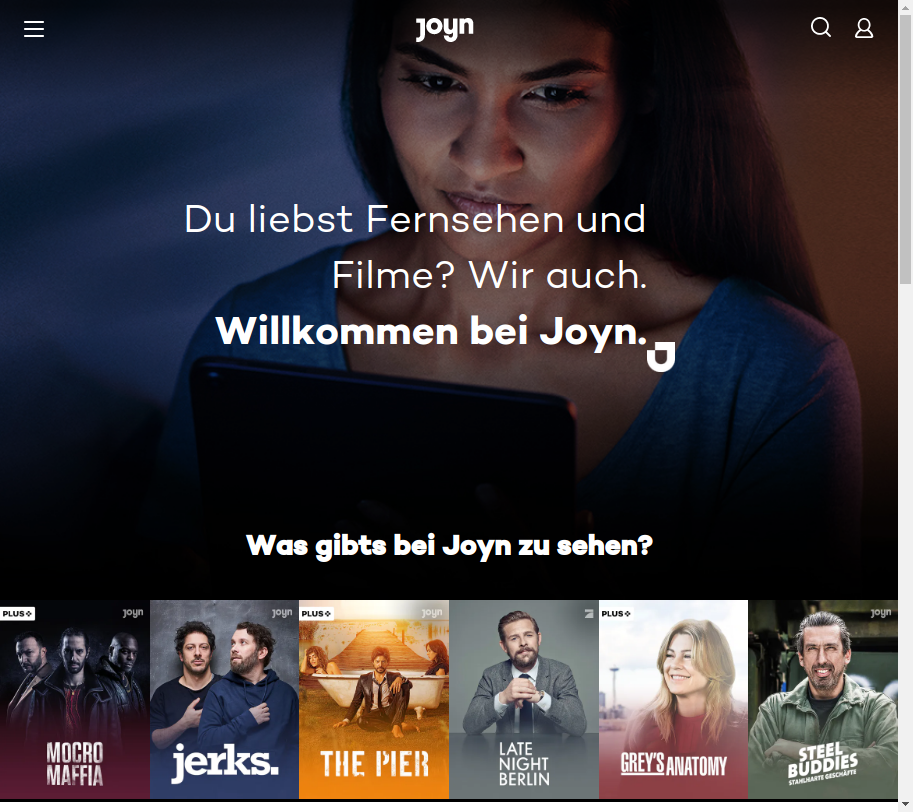 joyn
Du liebst Fernsehen und
Filme? Wir auch.
Willkommen bei Joyn.
Was gibts bei Joyn zu sehen?
PLUS+ joyn
MOCRO
MAFFIA
joyn
jerks.
PLUS+ joyn
THE PIER
LATE
NIGHT
BERLIN
PLUS+
GREY'S ANATOMY
joyn
STEEL
BUDDIES
STAHLHARTE GESCHÄFTE